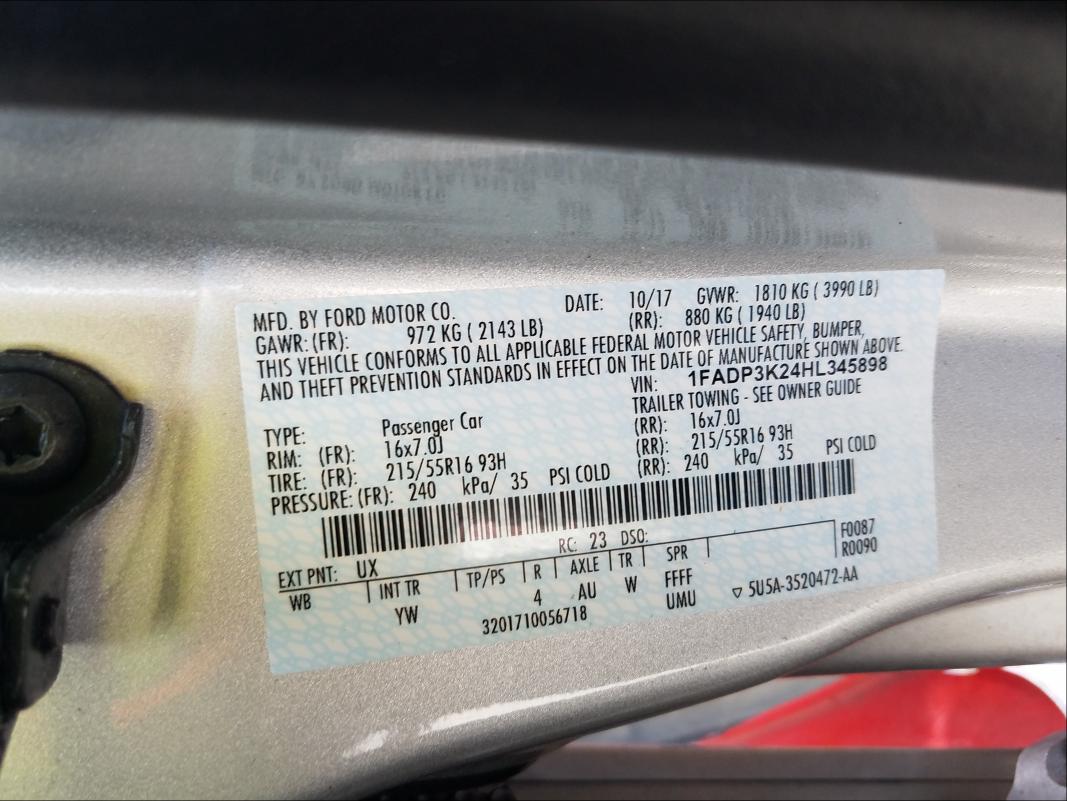 MFD. BY FORD MOTOR CO. DATE: 10/17 GVWR: 1810 KG ( 3990 LB)
GAWR: (FR): 972 KG ( 2143 LB) (RR): 880 KG ( 1940 LB)
THIS VEHICLE CONFORMS TO ALL APPLICABLE FEDERAL MOTOR VEHICLE SAFETY, BUMPER,
AND THEFT PREVENTION STANDARDS IN EFFECT ON THE DATE OF MANUFACTURE SHOWN ABOVE.
VIN: 1FADP3K24HL345898
TYPE: Passenger Car TRAILER TOWING - SEE OWNER GUIDE
RIM: (FR): 16x7.0J (RR): 16x7.0J
TIRE: (FR): 215/55R16 93H (RR): 215/55R16 93H
PRESSURE: (FR): 240 kPa/ 35 PSI COLD (RR): 240 kPa/ 35 PSI COLD
RC: 23 DSO: F0087
EXT PNT: UX R0090
WB INT TR TP/PS R AXLE TR SPR
YW 4 AU W FFFF
UMU
3201710056718 ▽ 5U5A-3520472-AA